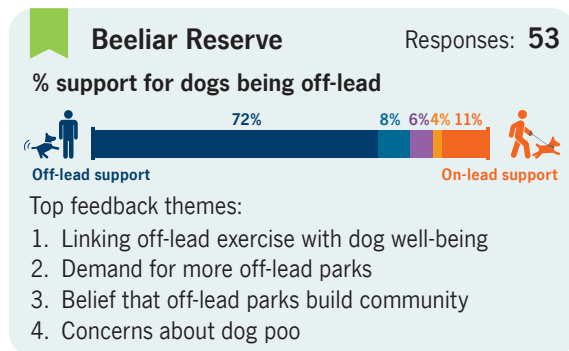 Beeliar Reserve
Responses: 53
% support for dogs being off-lead
72% 8% 6% 4% 11%
Off-lead support
On-lead support
Top feedback themes:
1. Linking off-lead exercise with dog well-being
2. Demand for more off-lead parks
3. Belief that off-lead parks build community
4. Concerns about dog poo